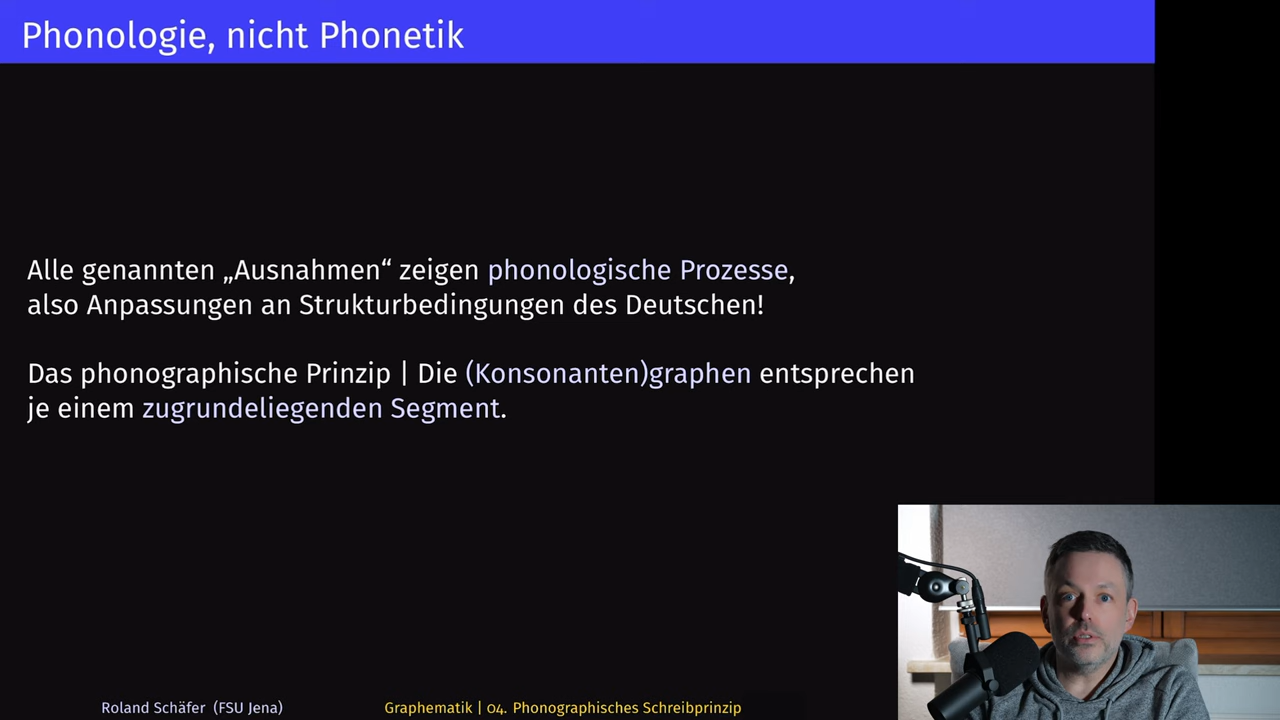 Phonologie, nicht Phonetik
Alle genannten „Ausnahmen“ zeigen phonologische Prozesse,
also Anpassungen an Strukturbedingungen des Deutschen!
Das phonographische Prinzip | Die (Konsonanten)graphen entsprechen
je einem zugrundeliegenden Segment.
Roland Schäfer (FSU Jena)
Graphematik | 04. Phonographisches Schreibprinzip